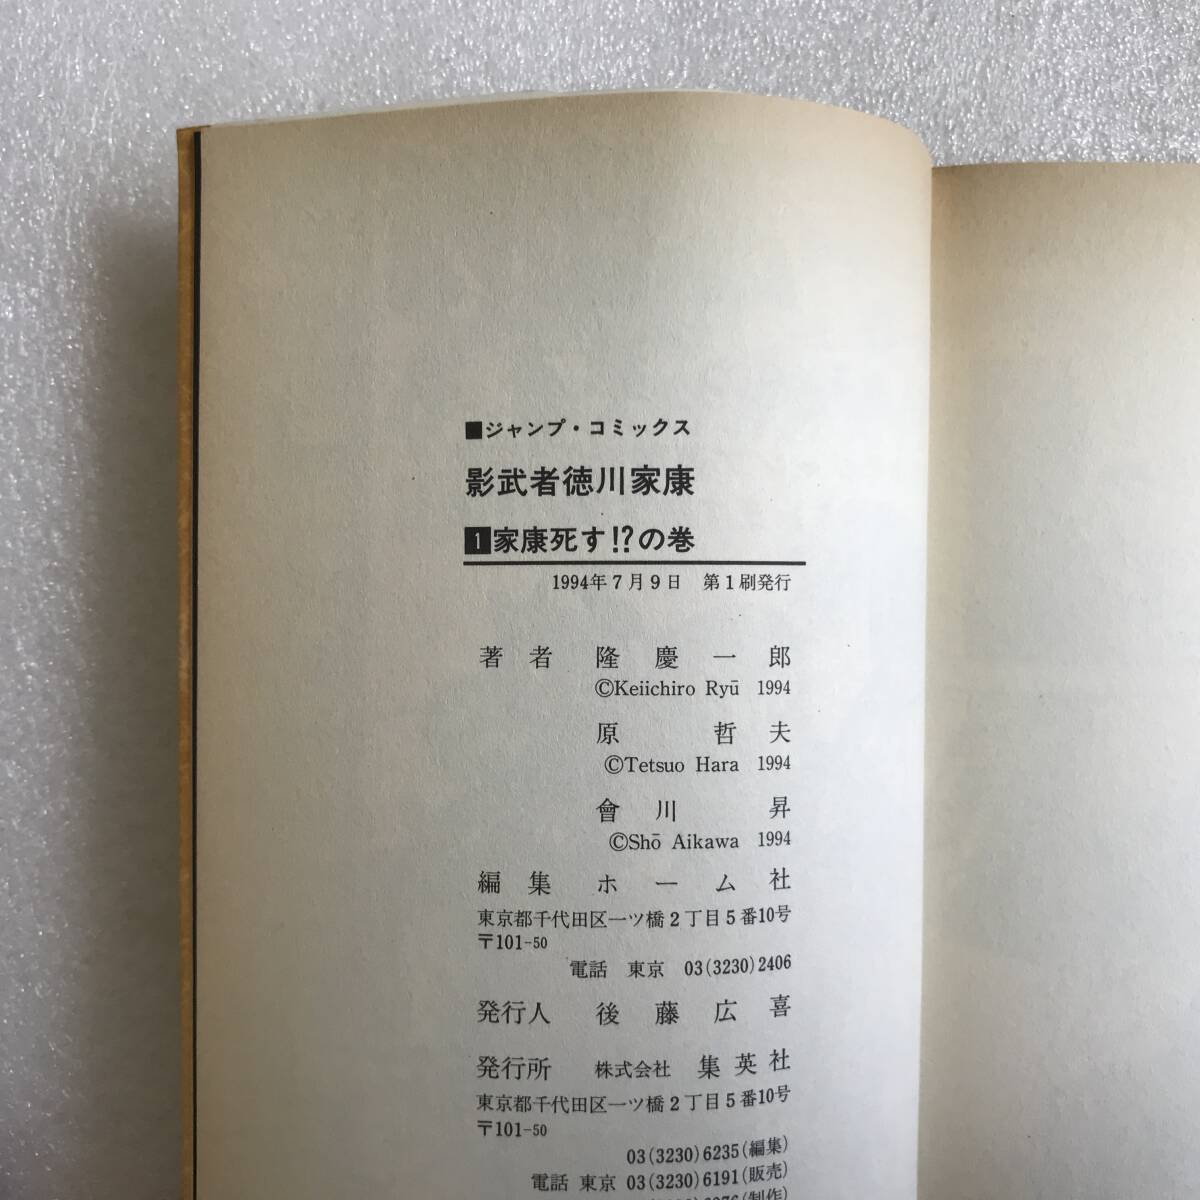 ■ジャンプ・コミックス
影武者徳川家康
1 家康死す!?の巻
1994年7月9日 第1刷発行
著者 隆慶一郎
©Keiichiro Ryū 1994
原哲夫
©Tetsuo Hara 1994
會川昇
©Shō Aikawa 1994
編集 ホーム社
東京都千代田区一ツ橋2丁目5番10号
〒101-50
電話 東京 03(3230)2406
発行人 後藤広喜
発行所 株式会社 集英社
東京都千代田区一ツ橋2丁目5番10号
〒101-50
03(3230)6235(編集)
電話 東京 03(3230)6191(販売)
(制作)